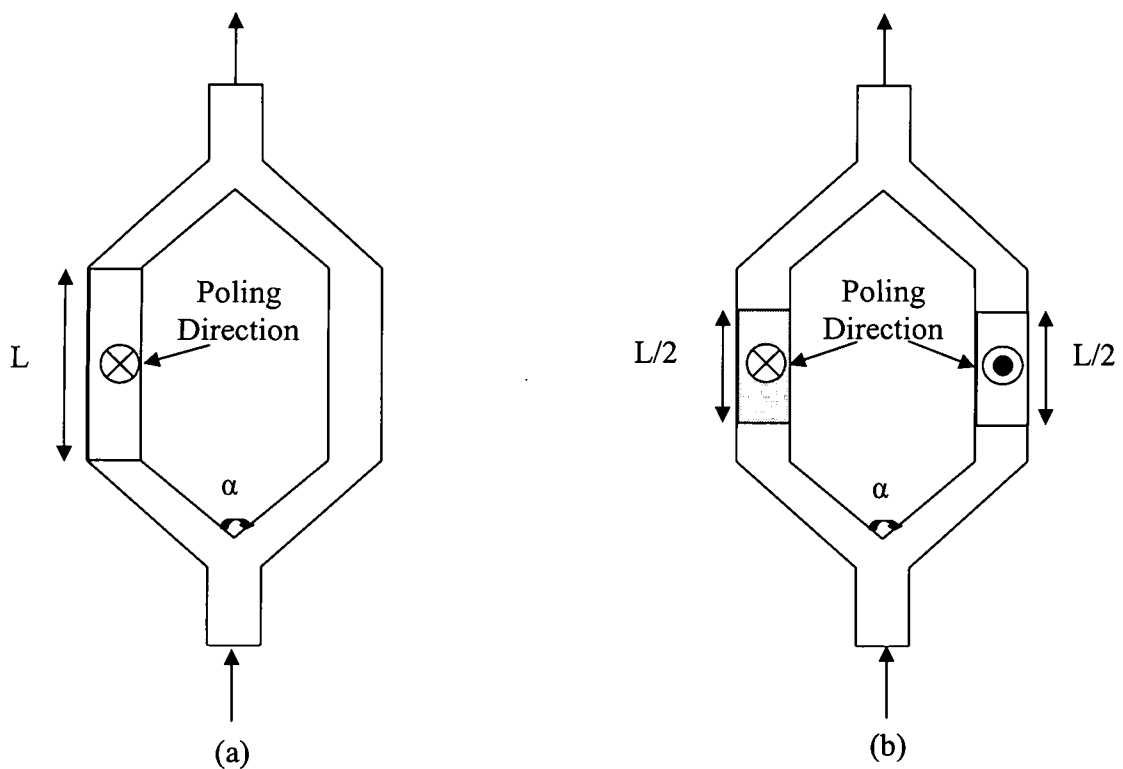 Poling
Direction
L
α
(a)
Poling
Direction
L/2
L/2
α
(b)